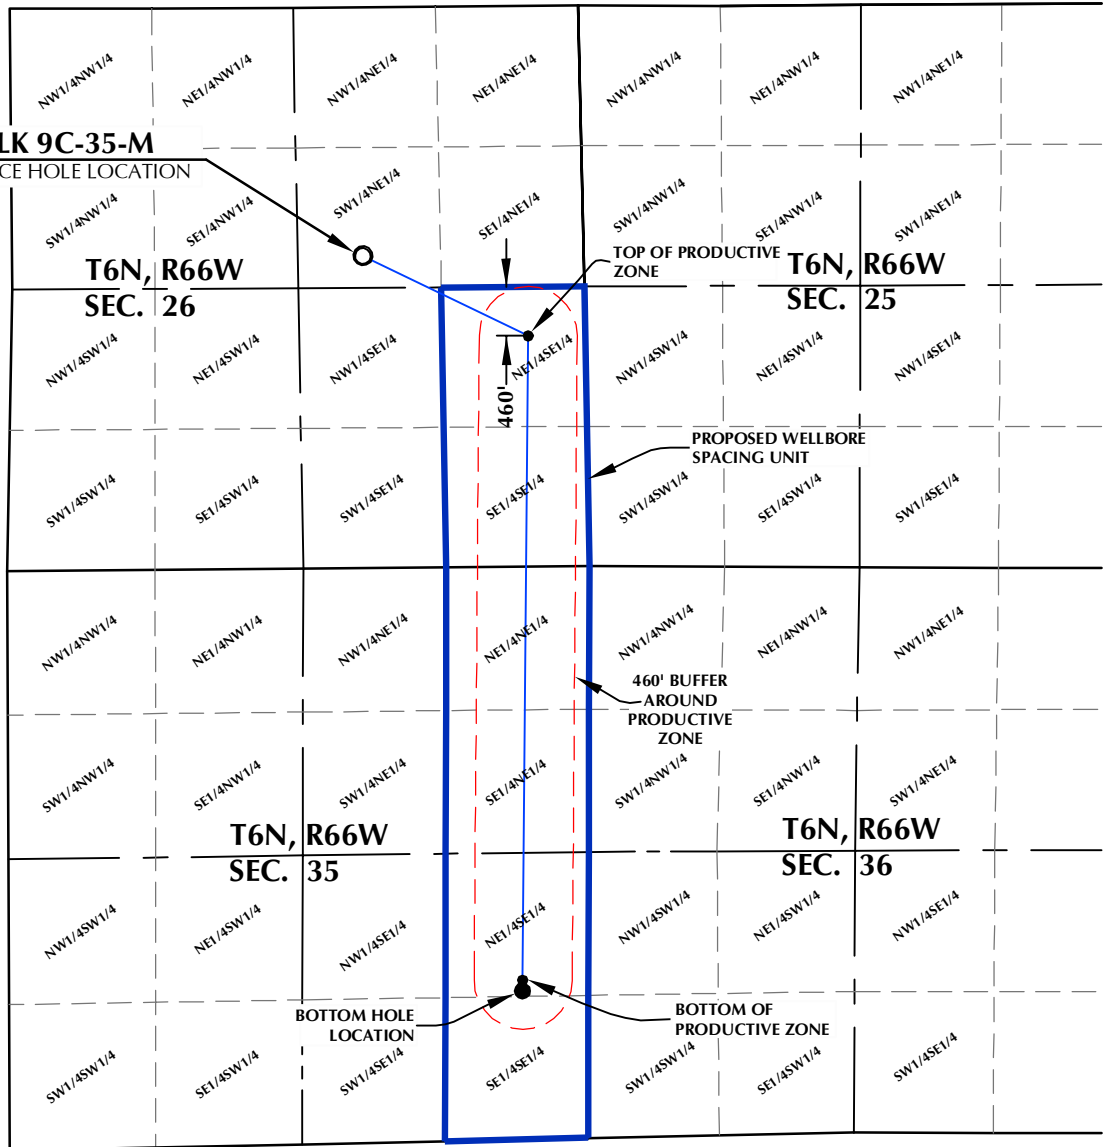 NW1/4NW1/4
NE1/4NW1/4
NW1/4NE1/4
NE1/4NE1/4
NW1/4NW1/4
NE1/4NW1/4
NW1/4NE1/4
LK 9C-35-M
CE HOLE LOCATION
SW1/4NW1/4
SE1/4NW1/4
SW1/4NE1/4
SE1/4NE1/4
SW1/4NW1/4
SE1/4NW1/4
SW1/4NE1/4
T6N, R66W
SEC. 26
TOP OF PRODUCTIVE
ZONE
T6N, R66W
SEC. 25
NW1/4SW1/4
NE1/4SW1/4
NW1/4SE1/4
NE1/4SE1/4
NW1/4SW1/4
NE1/4SW1/4
NW1/4SE1/4
460'
PROPOSED WELLBORE
SPACING UNIT
SW1/4SW1/4
SE1/4SW1/4
SW1/4SE1/4
SE1/4SE1/4
SW1/4SW1/4
SE1/4SW1/4
SW1/4SE1/4
NW1/4NW1/4
NE1/4NW1/4
NW1/4NE1/4
NE1/4NE1/4
NW1/4NW1/4
NE1/4NW1/4
NW1/4NE1/4
460' BUFFER
AROUND
PRODUCTIVE
ZONE
SW1/4NW1/4
SE1/4NW1/4
SW1/4NE1/4
SE1/4NE1/4
SW1/4NW1/4
SE1/4NW1/4
SW1/4NE1/4
T6N, R66W
SEC. 35
T6N, R66W
SEC. 36
NW1/4SW1/4
NE1/4SW1/4
NW1/4SE1/4
NE1/4SE1/4
NW1/4SW1/4
NE1/4SW1/4
NW1/4SE1/4
BOTTOM HOLE
LOCATION
BOTTOM OF
PRODUCTIVE ZONE
SW1/4SW1/4
SE1/4SW1/4
SW1/4SE1/4
SE1/4SE1/4
SW1/4SW1/4
SE1/4SW1/4
SW1/4SE1/4